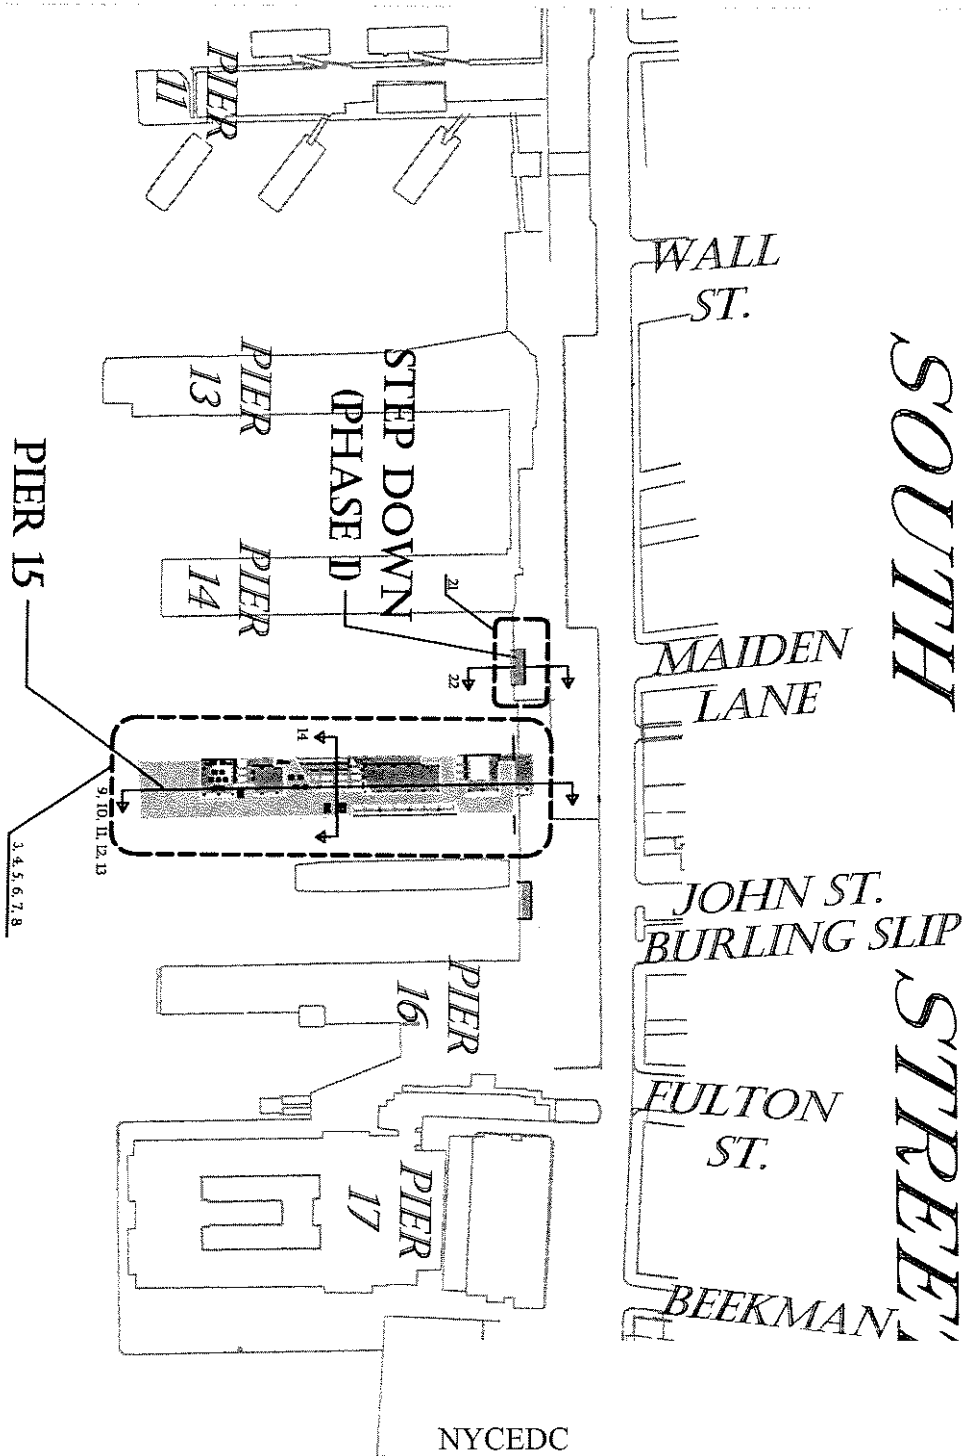 PIER
11
WALL
ST.
SOUTH
PIER
13
STEP DOWN
(PHASE I)
PIER 15
PIER
14
21
22
MAIDEN
LANE
14
9, 10, 11, 12, 13
3, 4, 5, 6, 7, 8
JOHN ST.
BURLING SLIP
PIER
16
STREET
FULTON
ST.
PIER
17
BEEKMAN
NYCEDC